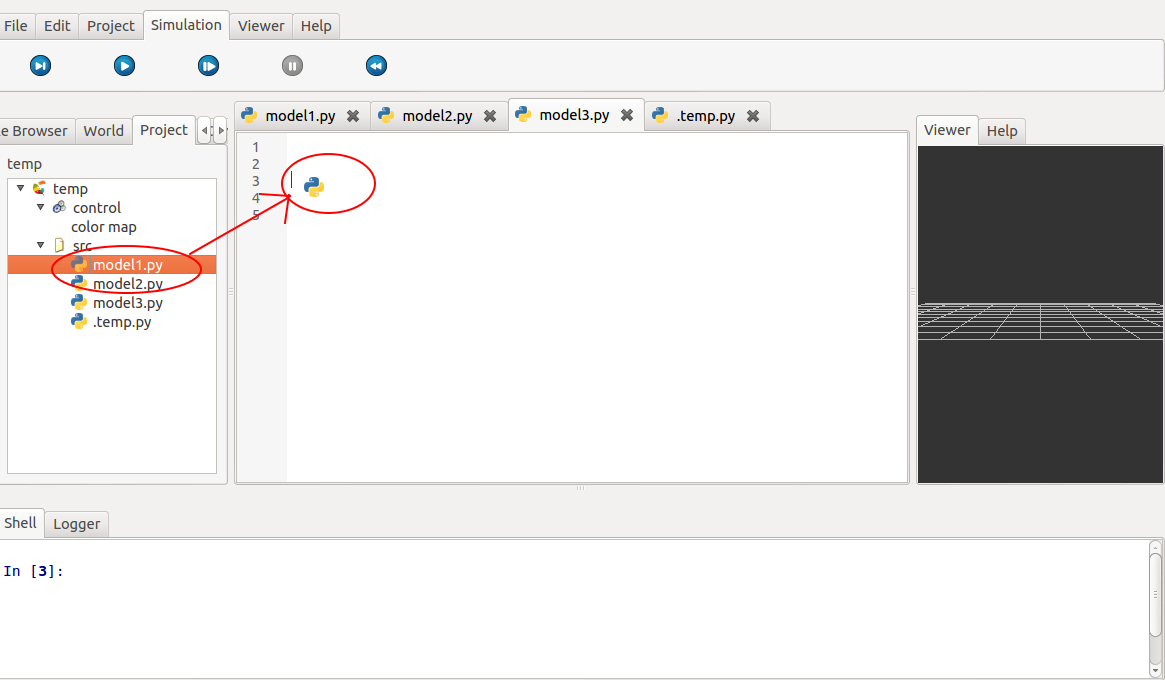 File Edit Project Simulation Viewer Help
model1.py model2.py model3.py .temp.py
e Browser World Project
Viewer Help
temp
temp
control
color map
src
model1.py
model2.py
model3.py
.temp.py
1
2
3
4
5
Shell Logger
In [3]: